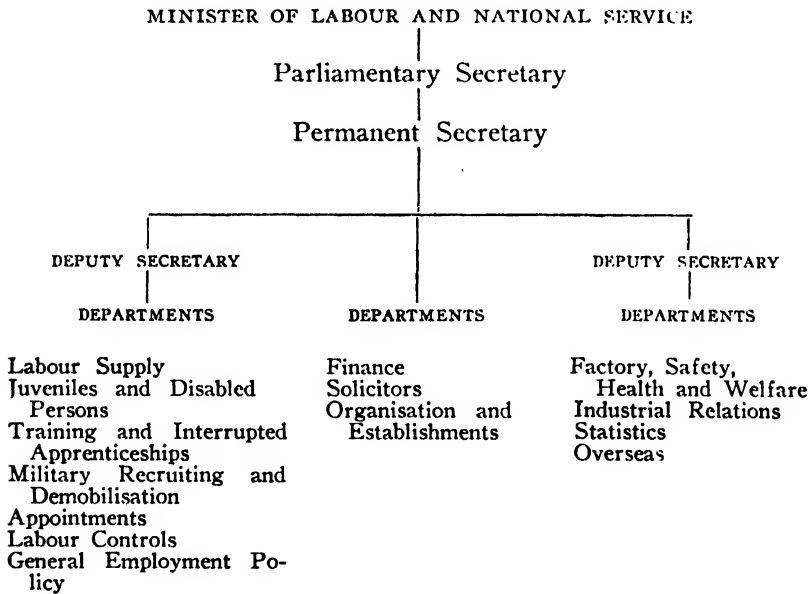 MINISTER OF LABOUR AND NATIONAL SERVICE
Parliamentary Secretary
Permanent Secretary
DEPUTY SECRETARY
DEPARTMENTS
Labour Supply
Juveniles and Disabled
Persons
Training and Interrupted
Apprenticeships
Military Recruiting and
Demobilisation
Appointments
Labour Controls
General Employment Po-
licy
DEPARTMENTS
Finance
Solicitors
Organisation and
Establishments
DEPUTY SECRETARY
DEPARTMENTS
Factory, Safety,
Health and Welfare
Industrial Relations
Statistics
Overseas